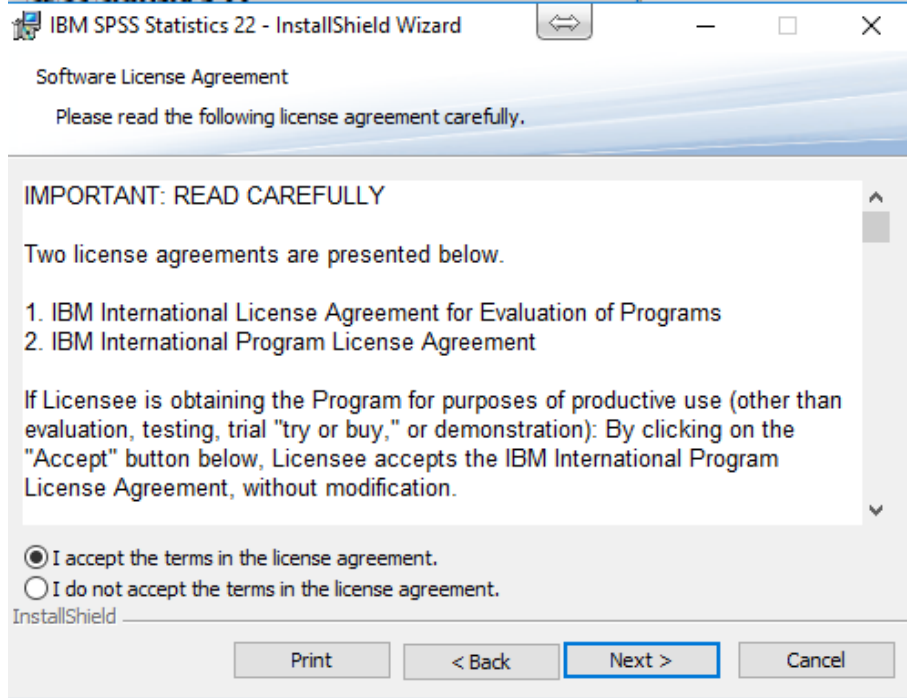 IBM SPSS Statistics 22 - InstallShield Wizard
Software License Agreement
Please read the following license agreement carefully.
IMPORTANT: READ CAREFULLY
Two license agreements are presented below.
1. IBM International License Agreement for Evaluation of Programs
2. IBM International Program License Agreement
If Licensee is obtaining the Program for purposes of productive use (other than
evaluation, testing, trial "try or buy," or demonstration): By clicking on the
"Accept" button below, Licensee accepts the IBM International Program
License Agreement, without modification.
I accept the terms in the license agreement.
I do not accept the terms in the license agreement.
InstallShield
Print
< Back
Next >
Cancel